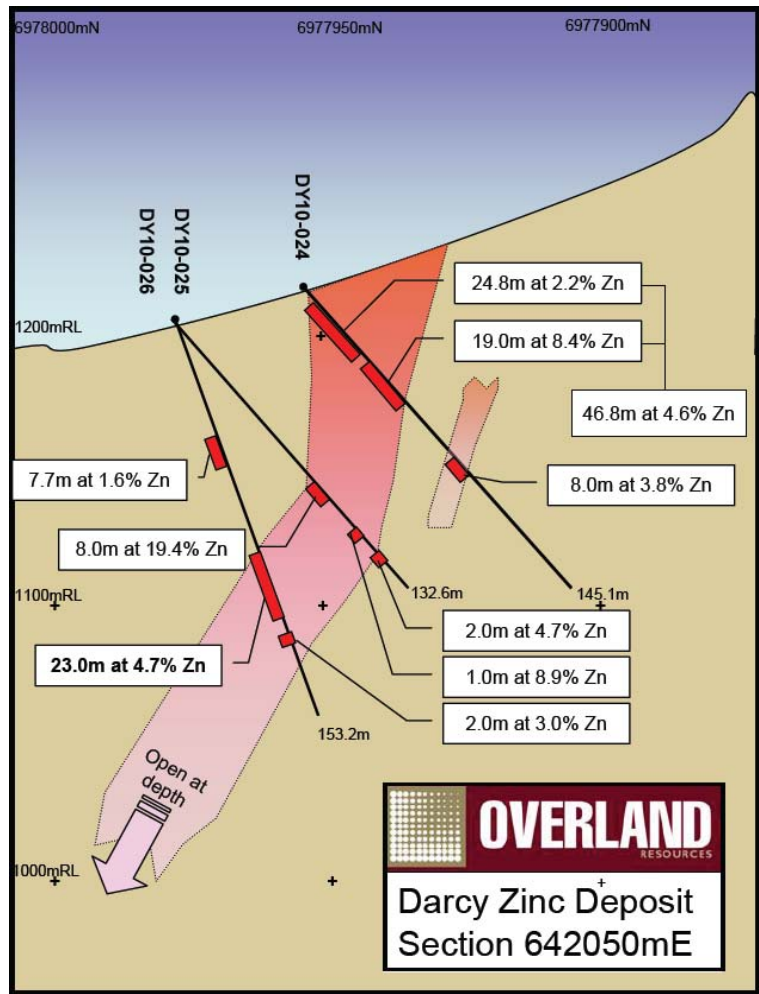 6978000mN
6977950mN
6977900mN
DY10-024
DY10-025
DY10-026
24.8m at 2.2% Zn
1200mRL
19.0m at 8.4% Zn
46.8m at 4.6% Zn
7.7m at 1.6% Zn
8.0m at 3.8% Zn
8.0m at 19.4% Zn
1100mRL
132.6m
145.1m
2.0m at 4.7% Zn
23.0m at 4.7% Zn
1.0m at 8.9% Zn
2.0m at 3.0% Zn
153.2m
Open at
depth
1000mRL
OVERLAND
RESOURCES
Darcy Zinc Deposit
Section 642050mE